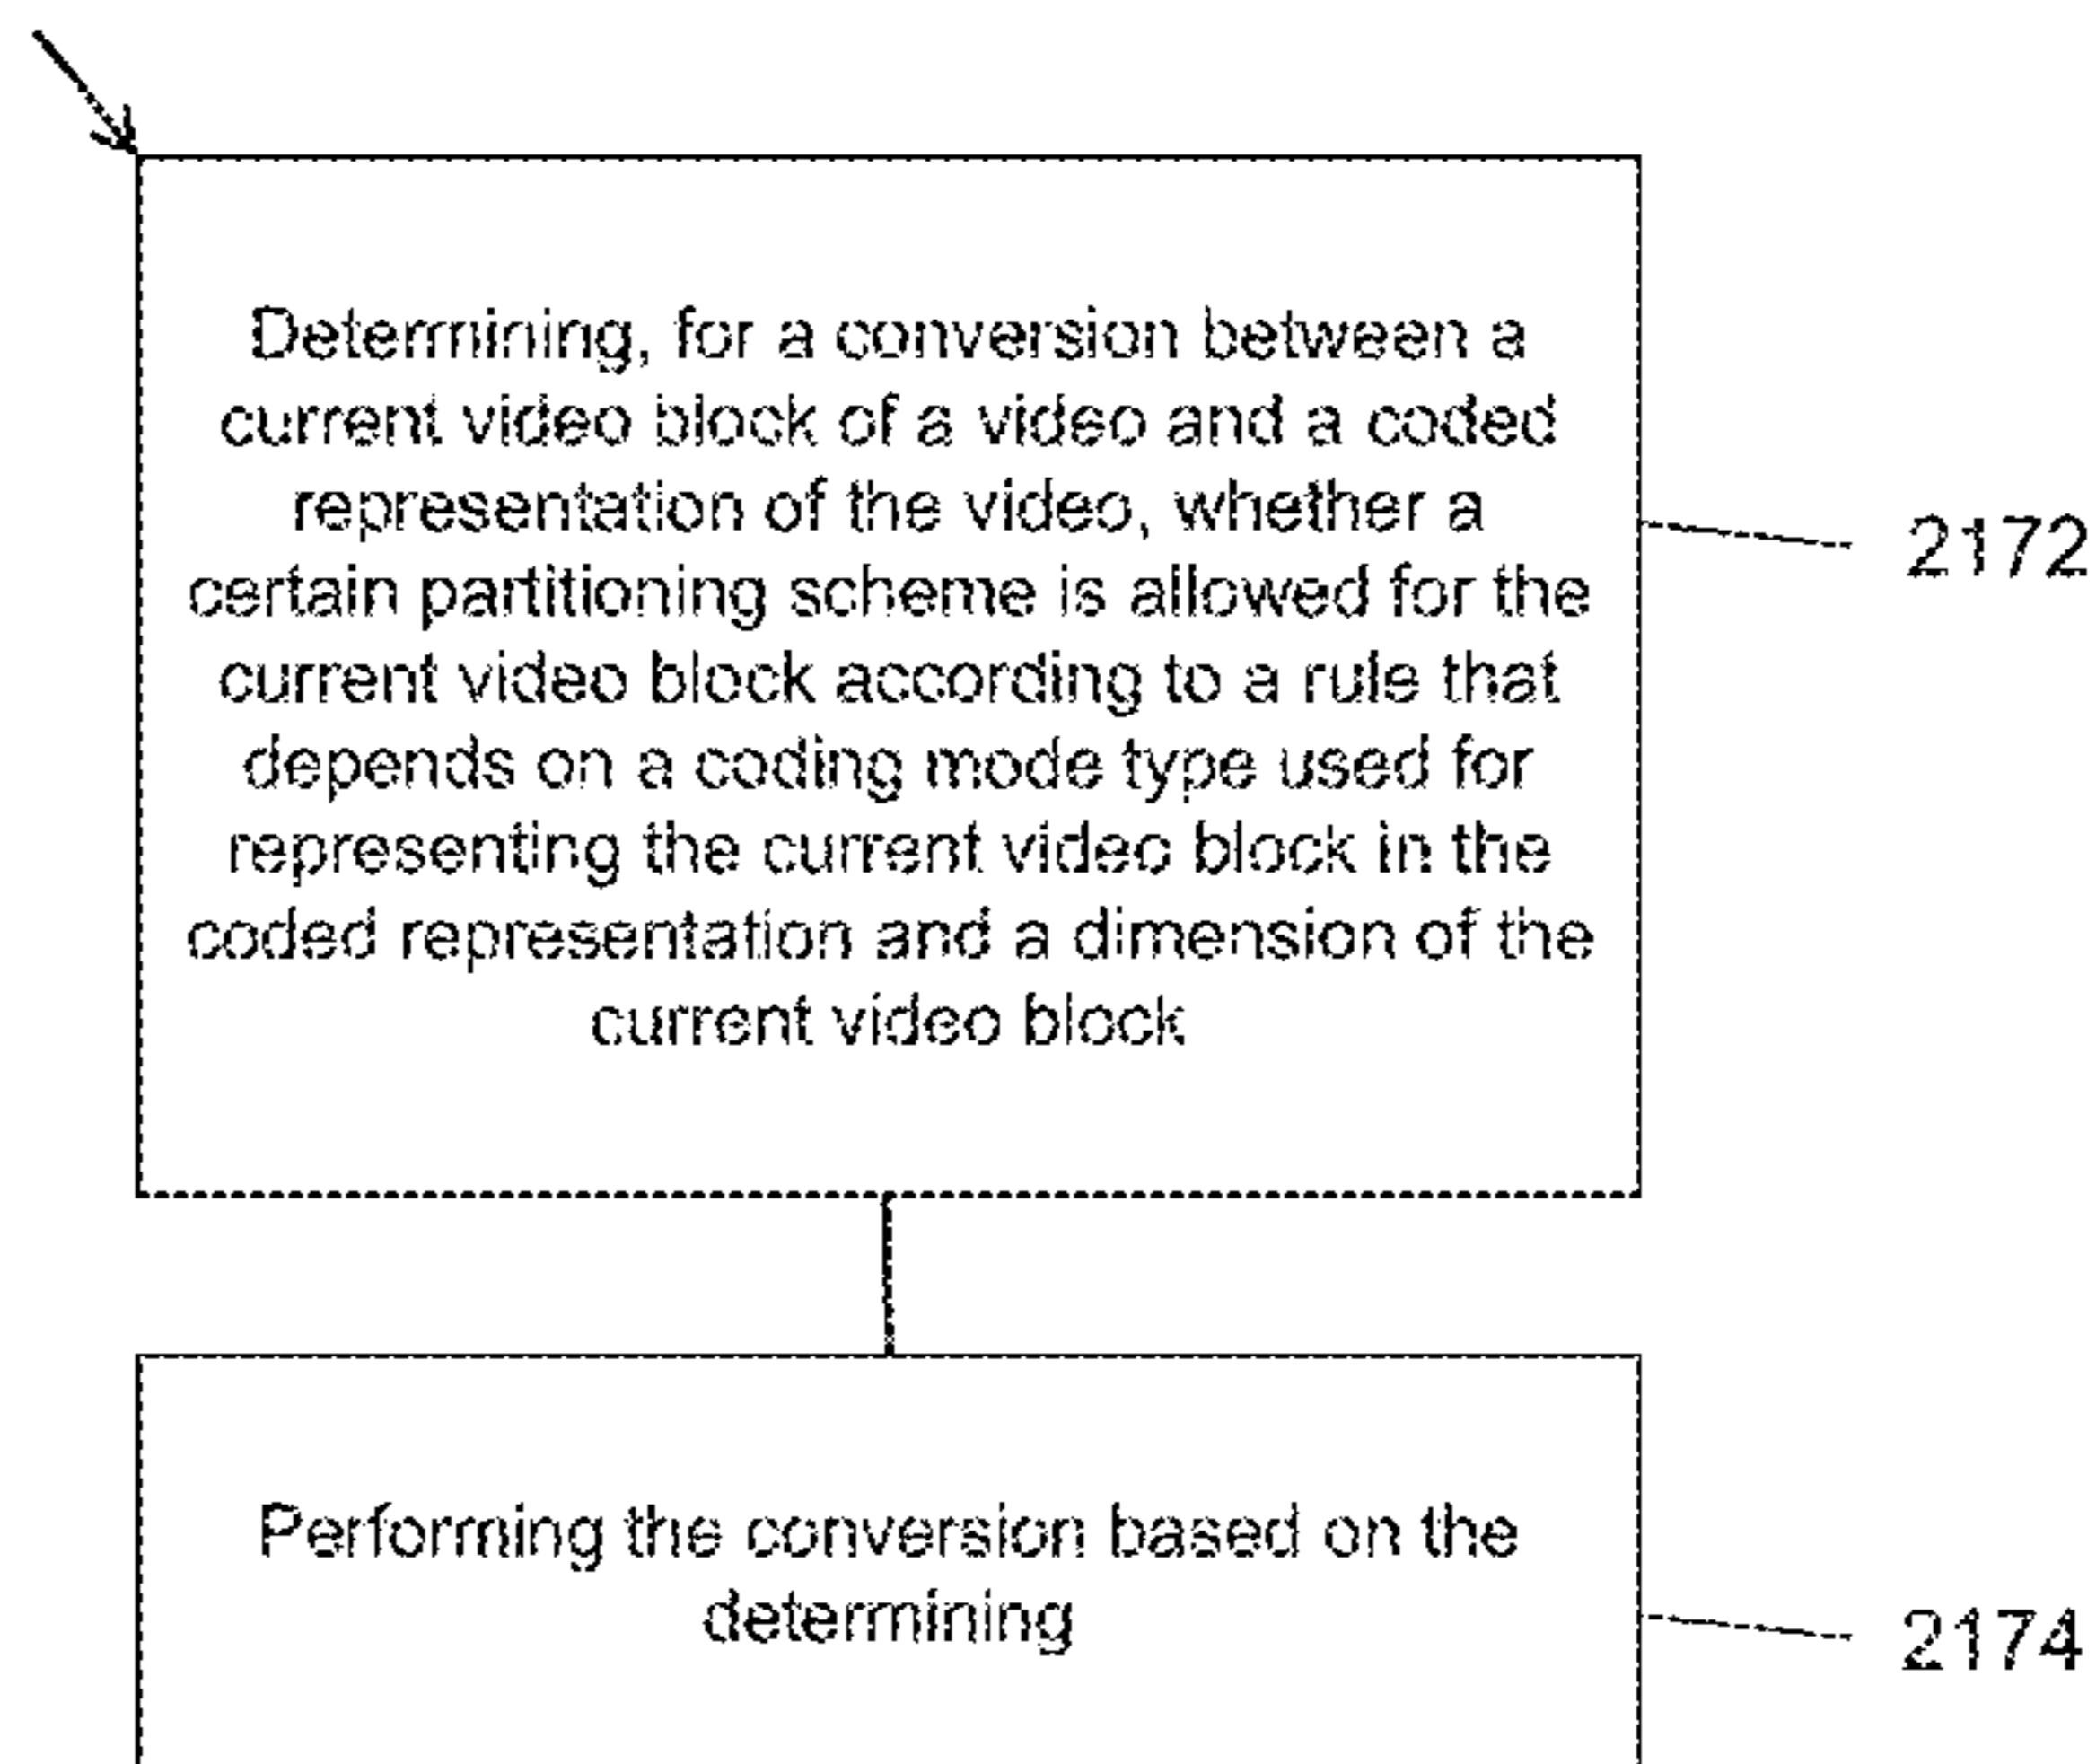 Determining, for a conversion between a
current video block of a video and a coded
representation of the video, whether a
certain partitioning scheme is allowed for the
current video block according to a rule that
depends on a coding mode type used for
representing the current video block in the
coded representation and a dimension of the
current video block
2172
Performing the conversion based on the
determining
2174